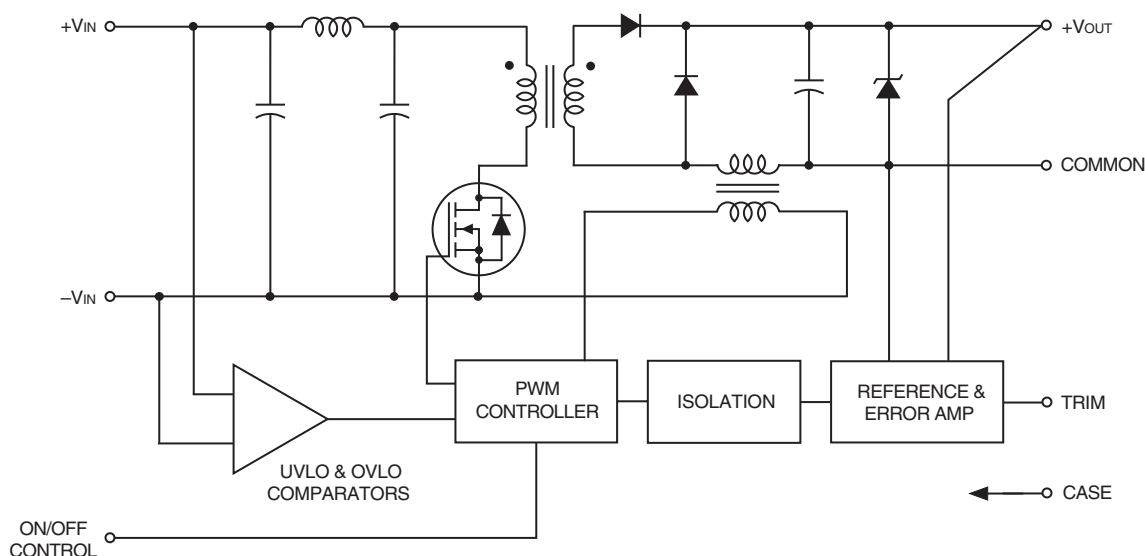 +VIN
+VOUT
COMMON
–VIN
PWM
CONTROLLER
ISOLATION
REFERENCE &
ERROR AMP
TRIM
UVLO & OVLO
COMPARATORS
CASE
ON/OFF
CONTROL